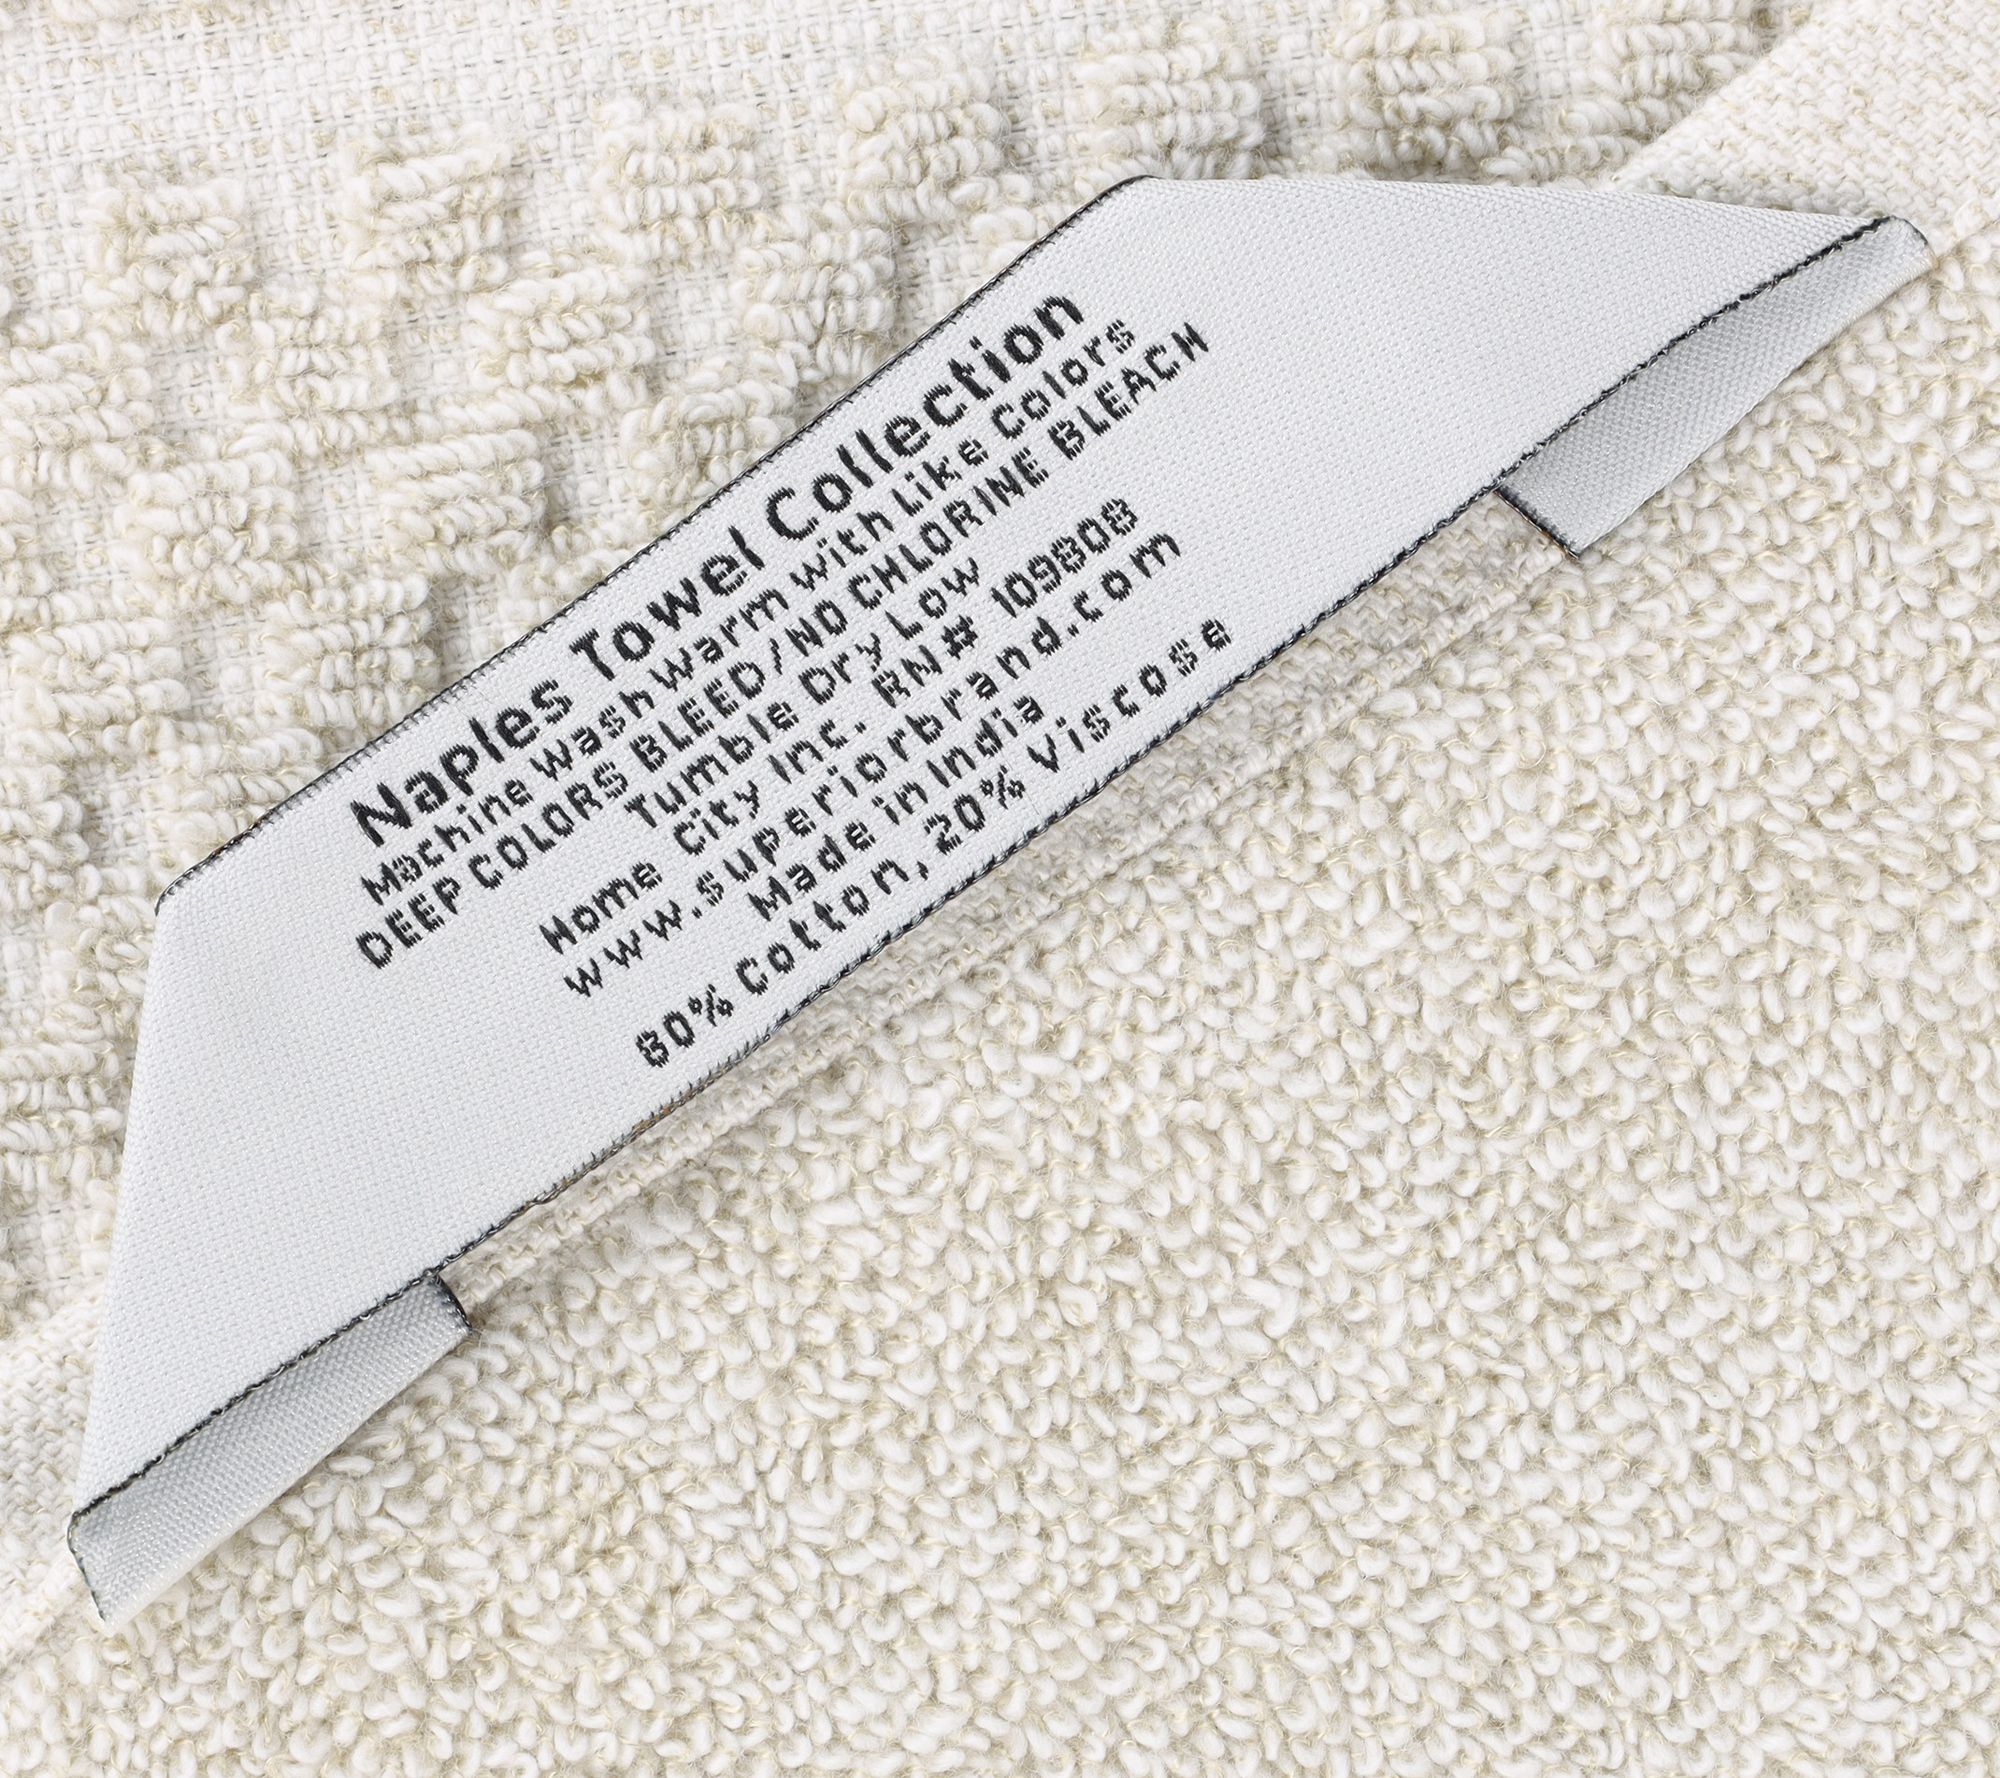 Naples Towel Collection
Machine Wash Warm with Like Colors
DEEP COLORS BLEED/NO CHLORINE BLEACH
Tumble Dry Low
Home City Inc. RN# 109808
www.superiorbrand.com
Made in India
80% Cotton, 20% Viscose